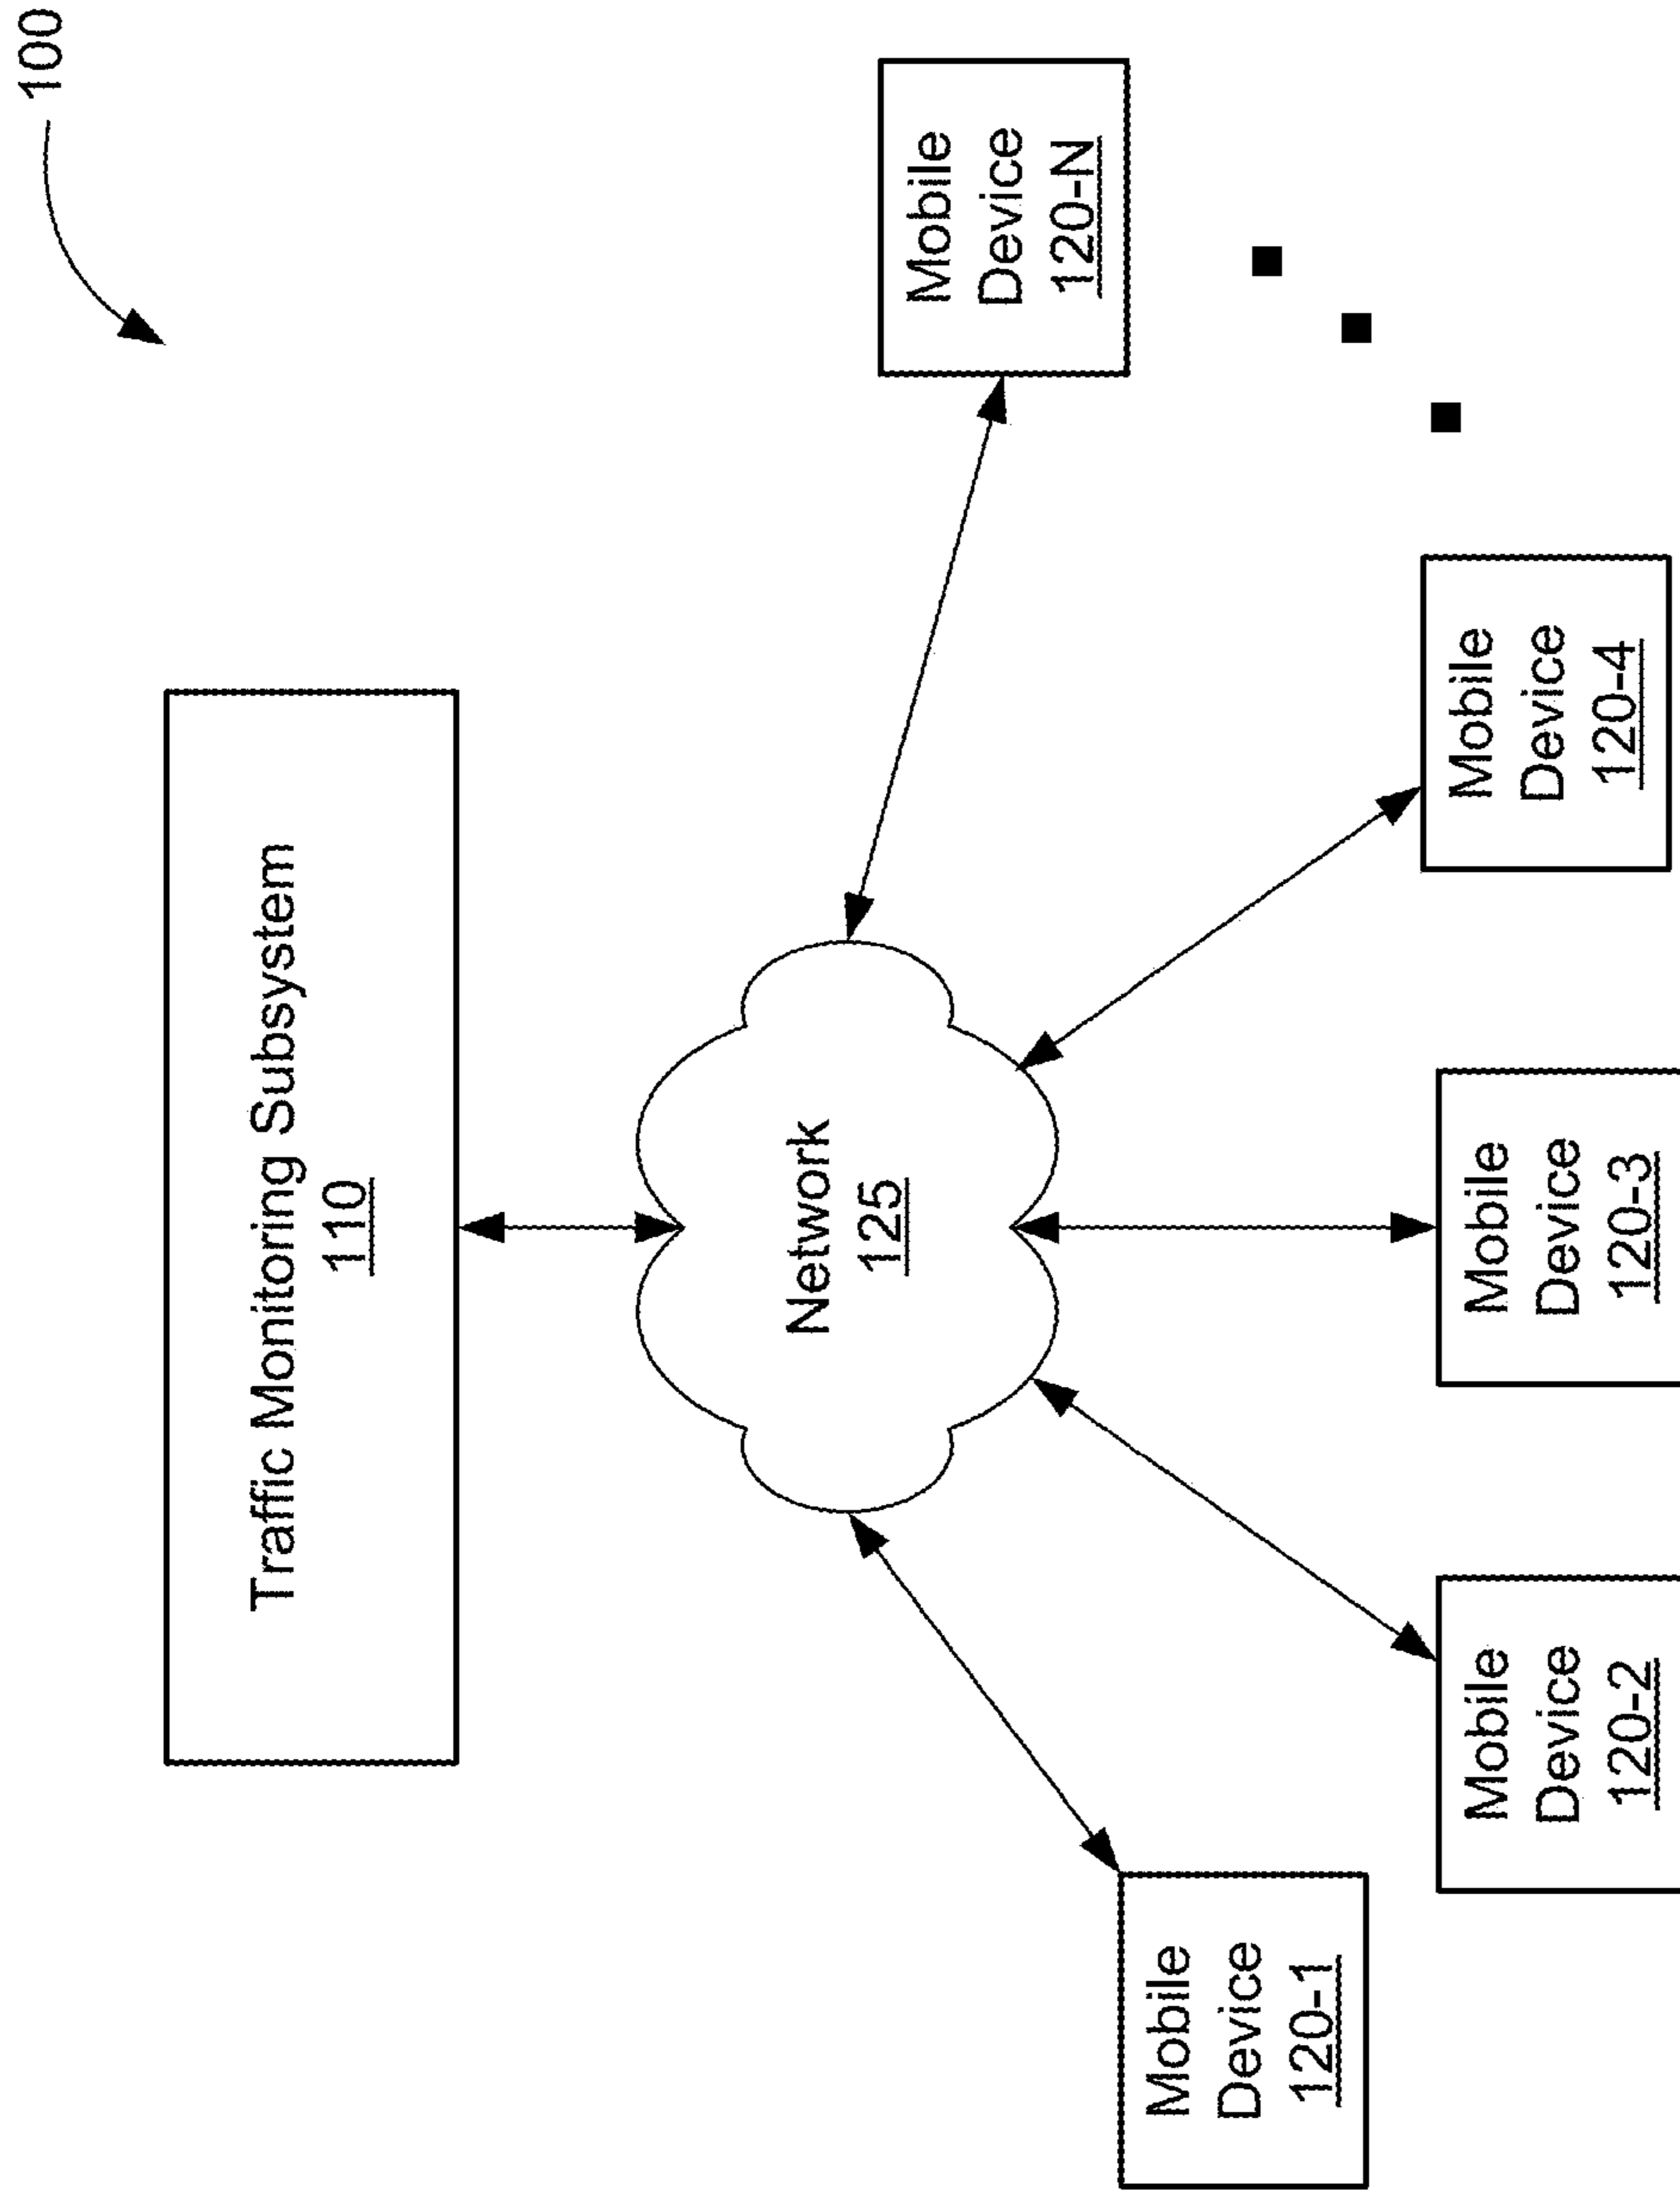 100
Traffic Monitoring Subsystem
110
Network
125
Mobile
Device
120-1
Mobile
Device
120-2
Mobile
Device
120-3
Mobile
Device
120-4
Mobile
Device
120-N